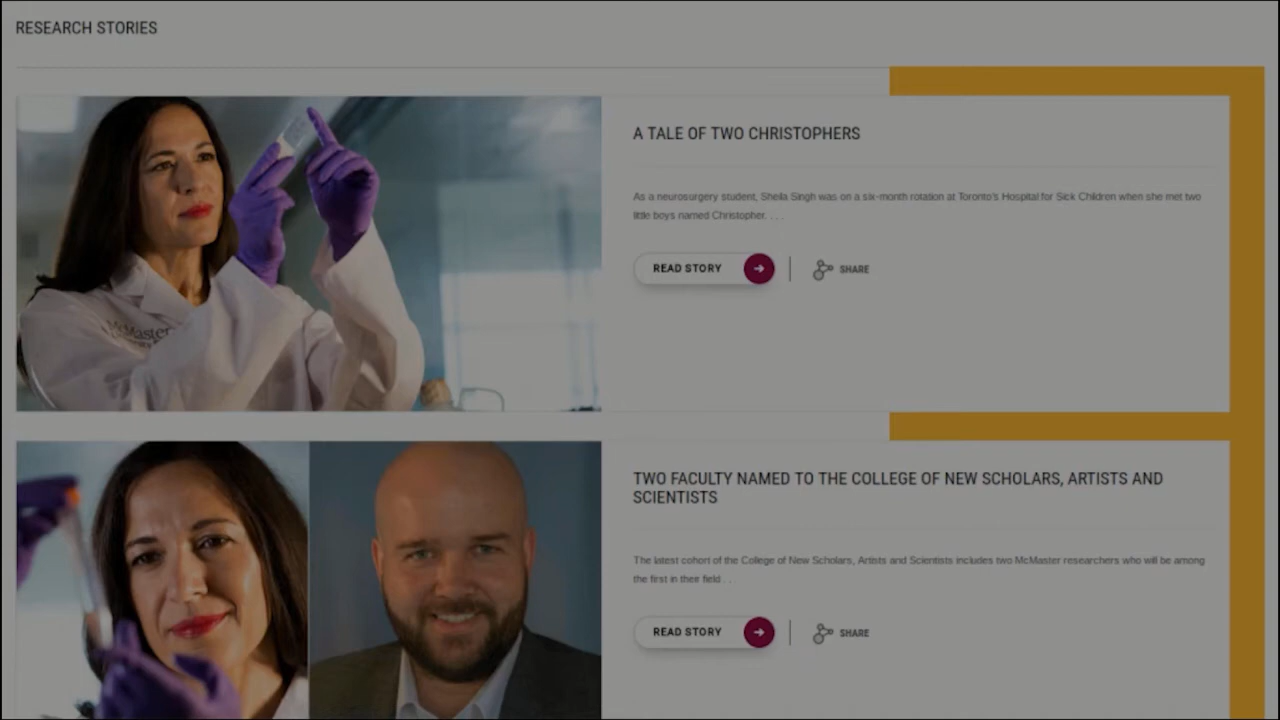 RESEARCH STORIES
A TALE OF TWO CHRISTOPHERS
As a neurosurgery student, Sheila Singh was on a six-month rotation at Toronto's Hospital for Sick Children when she met two
little boys named Christopher. . . .
READ STORY
SHARE
McMaster
TWO FACULTY NAMED TO THE COLLEGE OF NEW SCHOLARS, ARTISTS AND
SCIENTISTS
The latest cohort of the College of New Scholars, Artists and Scientists includes two McMaster researchers who will be among
the first in their field . .
READ STORY
SHARE